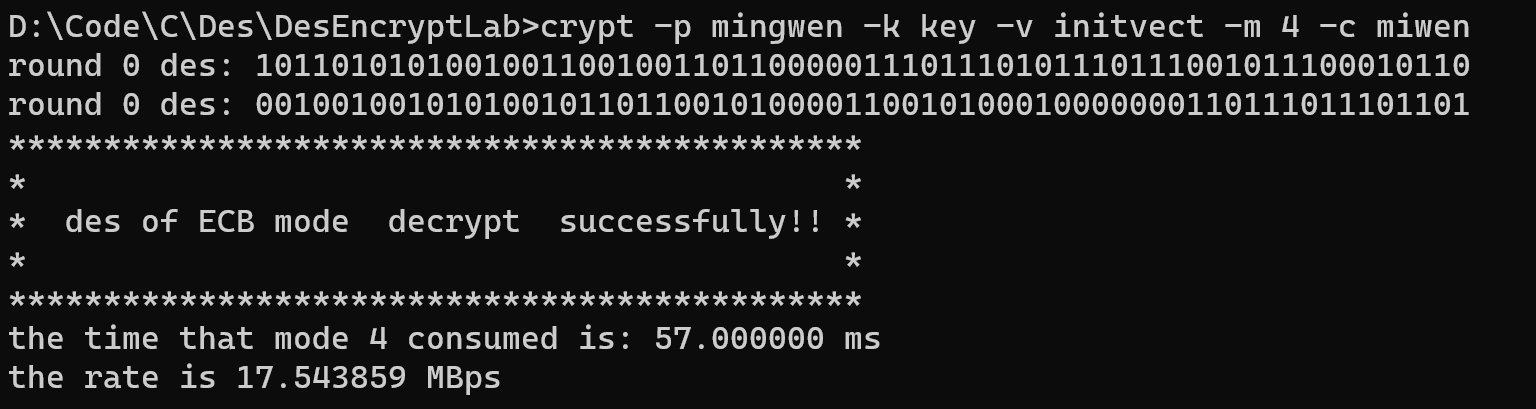 D:\Code\C\Des\DesEncryptLab>crypt -p mingwen -k key -v initvect -m 4 -c miwen
round 0 des: 1011010101001001100100110110000011101110101110111001011100010110
round 0 des: 0010010010101001011011001010000110010100010000000110111011101101
*********************************************
*                                           *
*  des of ECB mode  decrypt  successfully!! *
*                                           *
*********************************************
the time that mode 4 consumed is: 57.000000 ms
the rate is 17.543859 MBps